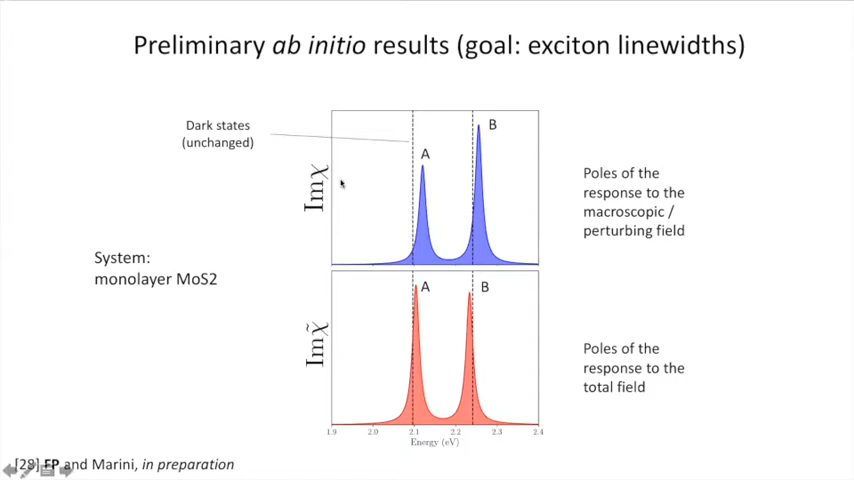 Preliminary ab initio results (goal: exciton linewidths)
Dark states
(unchanged)
A
B
Imχ
Poles of the
response to the
macroscopic /
perturbing field
System:
monolayer MoS2
A
B
Imχ̃
Poles of the
response to the
total field
1.9 2.0 2.1 2.2 2.3 2.4
Energy (eV)
[28] FP and Marini, in preparation